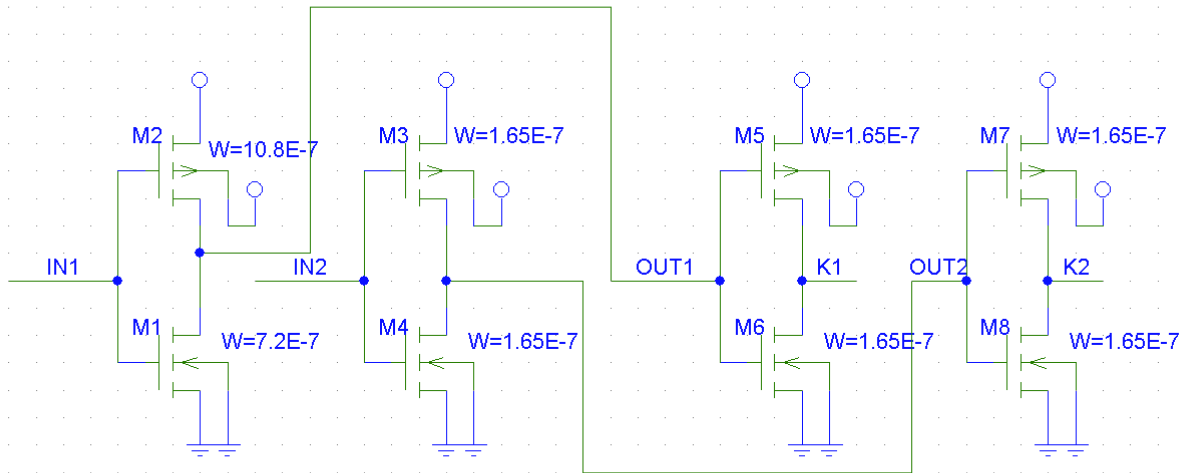 M2
W=10.8E-7
M3
W=1.65E-7
M5
W=1.65E-7
M7
W=1.65E-7
IN1
IN2
OUT1
K1
OUT2
K2
M1
W=7.2E-7
M4
W=1.65E-7
M6
W=1.65E-7
M8
W=1.65E-7